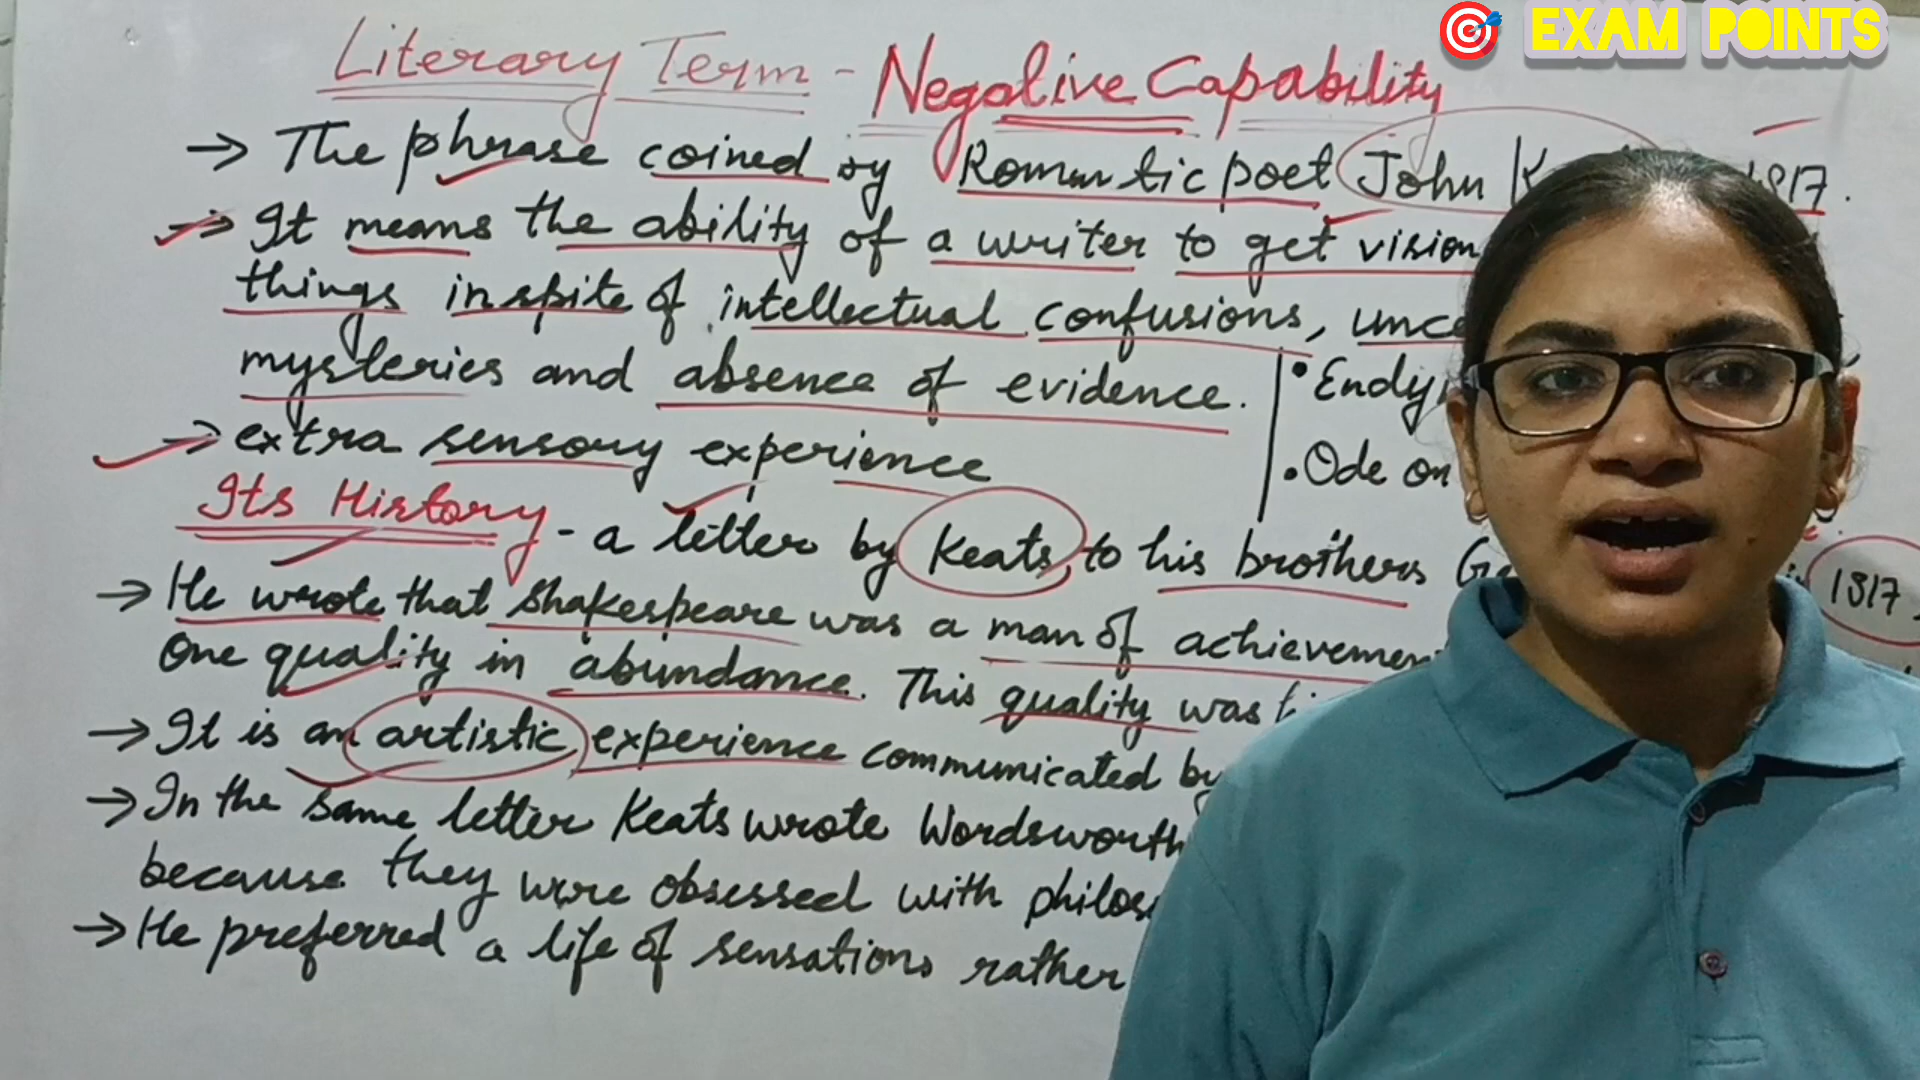 EXAM POINTS
Literary Term - Negative Capability
→ The phrase coined by Romantic poet John 1817.
→ It means the ability of a writer to get vision
things inspite of intellectual confusions,
mysteries and absence of evidence.
•
→ extra sensory experience
• Ode on
Its History - a letter by Keats, to his brothers 1817.
→ He wrote that Shakespeare was a man of
One quality in abundance. This quality was
→ It is an artistic experience communicated by
→ In the same letter Keats wrote Wordsworth
because they were obsessed with
→ He preferred a life of sensations rather